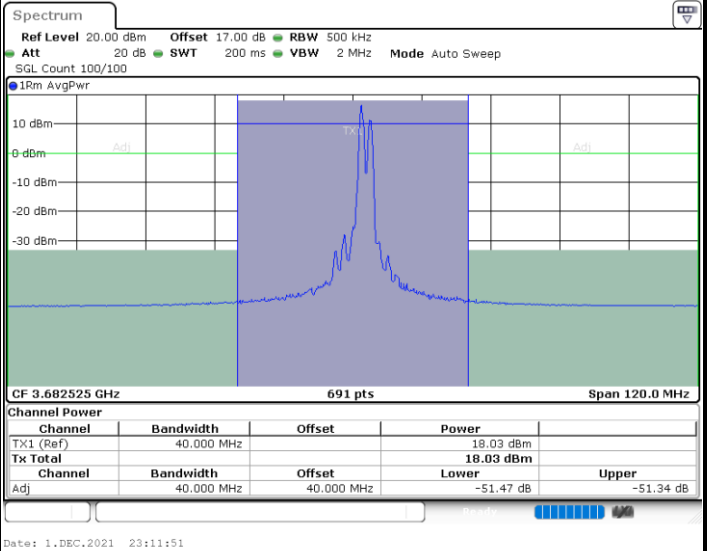 Spectrum
Ref Level 20.00 dBm Offset 17.00 dB RBW 500 kHz
Att 20 dB SWT 200 ms VBW 2 MHz Mode Auto Sweep
SGL Count 100/100
1Rm AvgPwr
10 dBm
TX1
Adj Adj
0 dBm
-10 dBm
-20 dBm
-30 dBm
CF 3.682525 GHz 691 pts Span 120.0 MHz
Channel Power
Channel Bandwidth Offset Power
TX1 (Ref) 40.000 MHz 18.03 dBm
Tx Total 18.03 dBm
Channel Bandwidth Offset Lower Upper
Adj 40.000 MHz 40.000 MHz -51.47 dB -51.34 dB
Ready
Date: 1.DEC.2021 23:11:51